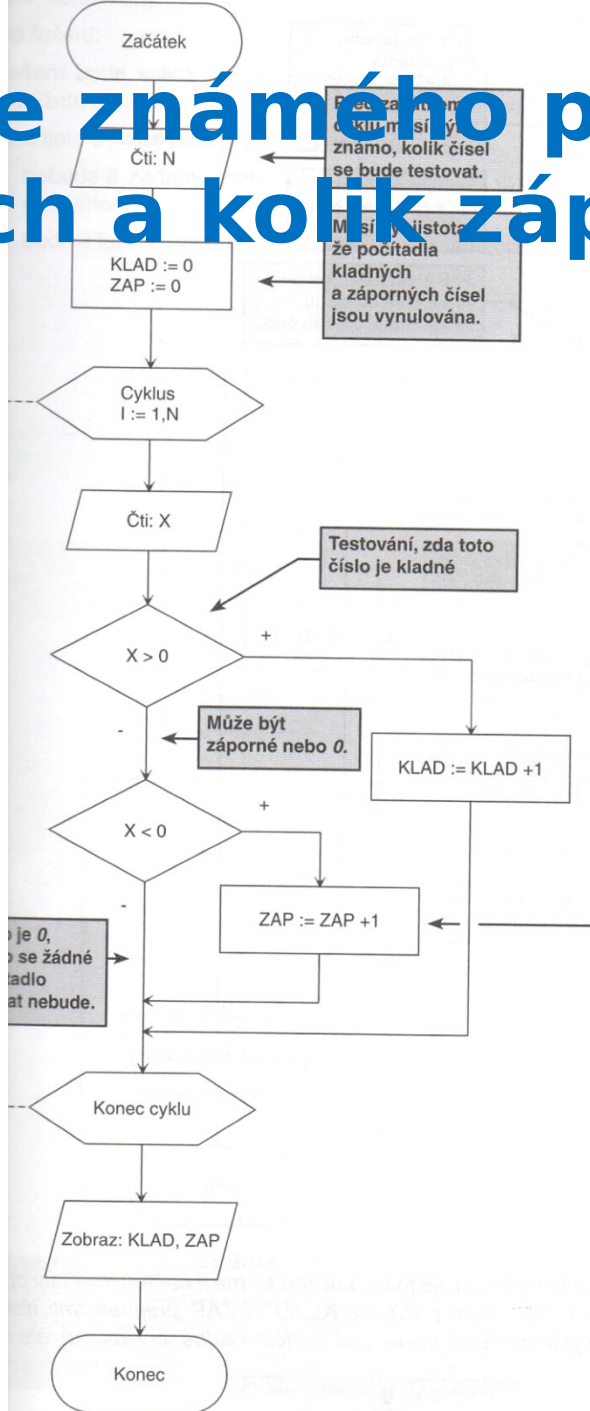 Začátek
e známého p
Čti: N
známo, kolik čísel
se bude testovat.
ch a kolik záp
že počítadla
kladných
a záporných čísel
jsou vynulována.
KLAD := 0
ZAP := 0
Cyklus
I := 1,N
Čti: X
Testování, zda toto
číslo je kladné
X > 0
+
-
Může být
záporné nebo 0.
KLAD := KLAD +1
X < 0
+
-
ZAP := ZAP +1
je 0,
se žádné
at nebude.
Konec cyklu
Zobraz: KLAD, ZAP
Konec